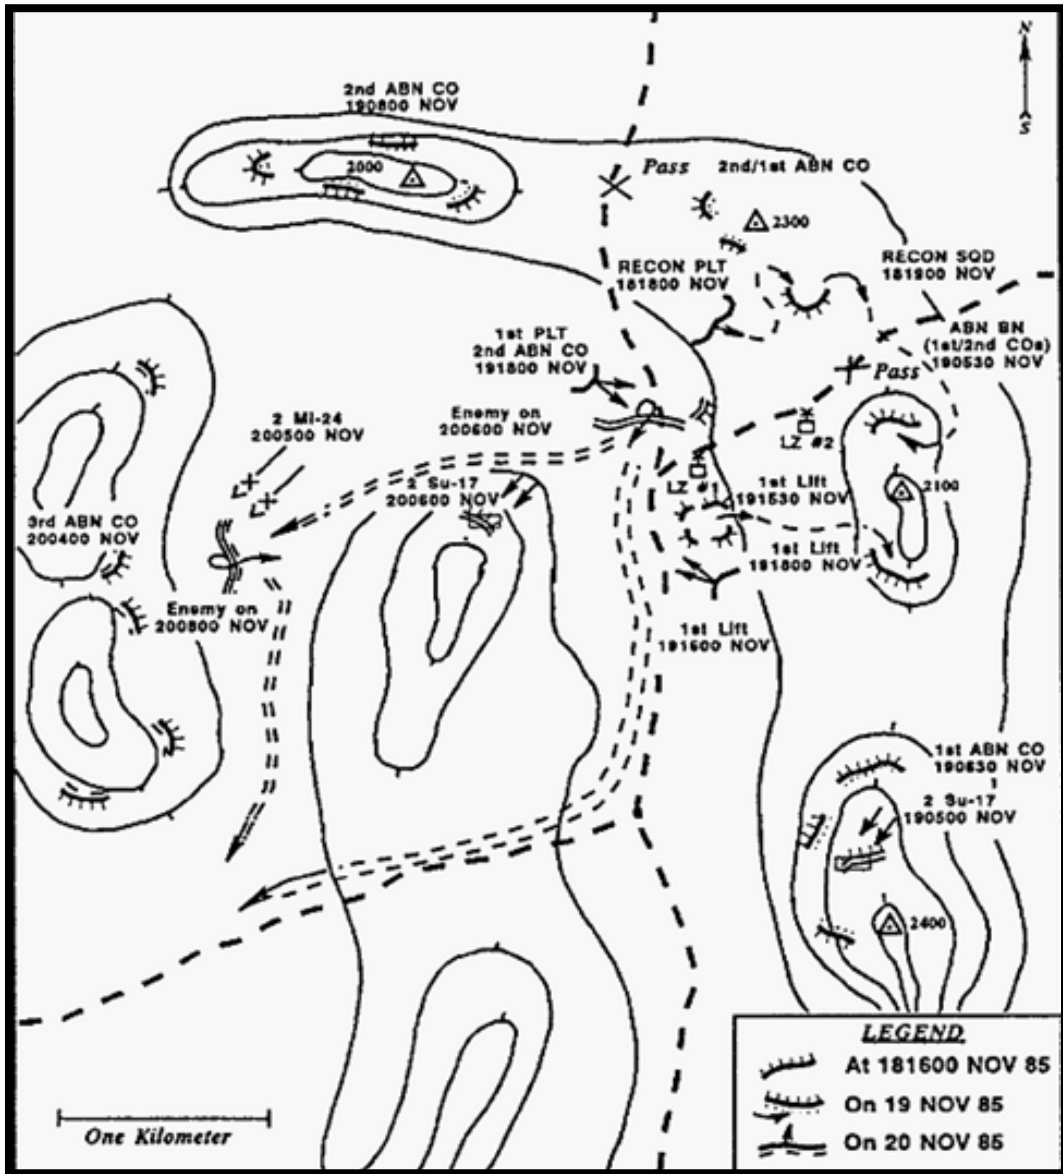 N
S
2nd ABN CO
190800 NOV
2000
Pass
2nd/1st ABN CO
2300
RECON PLT
181800 NOV
RECON SQD
181900 NOV
ABN BN
(1st/2nd COs)
190530 NOV
1st PLT
2nd ABN CO
191800 NOV
Pass
Enemy on
200600 NOV
2 MI-24
200500 NOV
LZ #2
LZ #1
2 Su-17
200600 NOV
1st Lift
191530 NOV
2100
3rd ABN CO
200400 NOV
1st Lift
191800 NOV
Enemy on
200800 NOV
1st Lift
191600 NOV
1st ABN CO
190630 NOV
2 Su-17
190500 NOV
2400
LEGEND
At 181600 NOV 85
On 19 NOV 85
On 20 NOV 85
One Kilometer